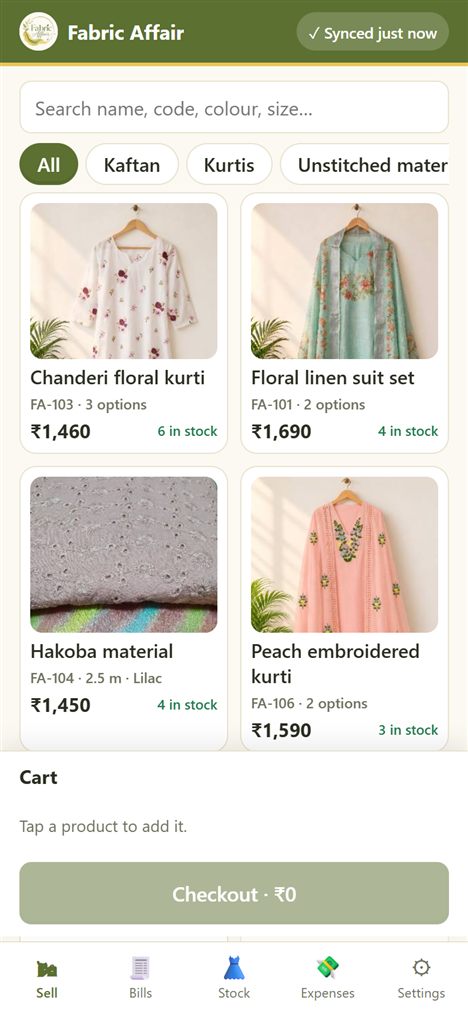 Fabric Affair
✓ Synced just now
Search name, code, colour, size...
All
Kaftan
Kurtis
Unstitched mater
Chanderi floral kurti
FA-103 · 3 options
₹1,460
6 in stock
Floral linen suit set
FA-101 · 2 options
₹1,690
4 in stock
Hakoba material
FA-104 · 2.5 m · Lilac
₹1,450
4 in stock
Peach embroidered
kurti
FA-106 · 2 options
₹1,590
3 in stock
Cart
Tap a product to add it.
Checkout · ₹0
Sell
Bills
Stock
Expenses
Settings